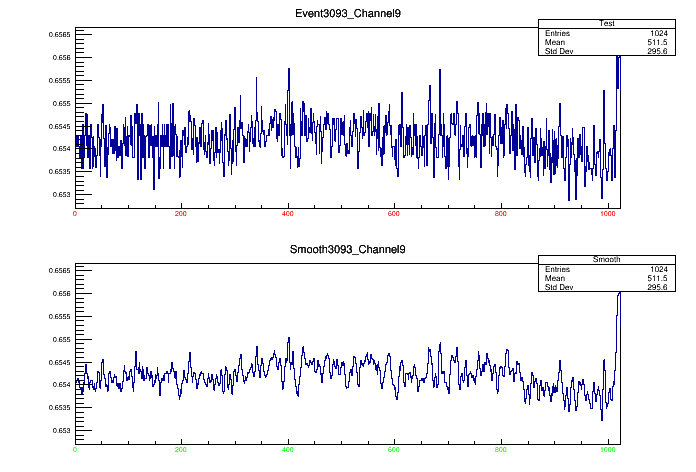 Event3093_Channel9
Test
Entries 1024
Mean 511.5
Std Dev 295.6
0.6565
0.656
0.6555
0.655
0.6545
0.654
0.6535
0.653
0 200 400 600 800 1000
Smooth3093_Channel9
Smooth
Entries 1024
Mean 511.5
Std Dev 295.6
0.6565
0.656
0.6555
0.655
0.6545
0.654
0.6535
0.653
0 200 400 600 800 1000